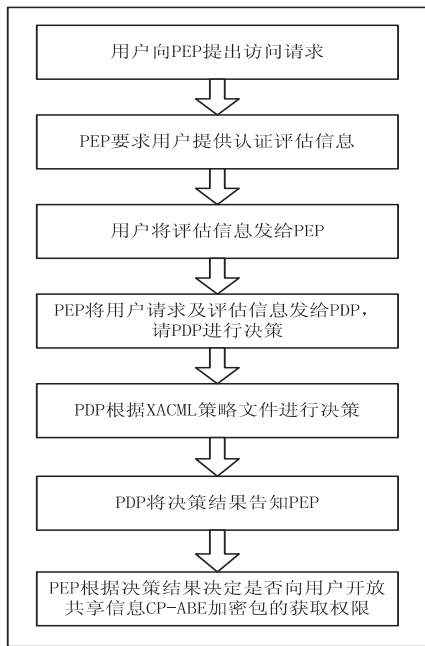 用户向PEP提出访问请求
PEP要求用户提供认证评估信息
用户将评估信息发给PEP
PEP将用户请求及评估信息发给PDP，
请PDP进行决策
PDP根据XACML策略文件进行决策
PDP将决策结果告知PEP
PEP根据决策结果决定是否向用户开放
共享信息CP-ABE加密包的获取权限